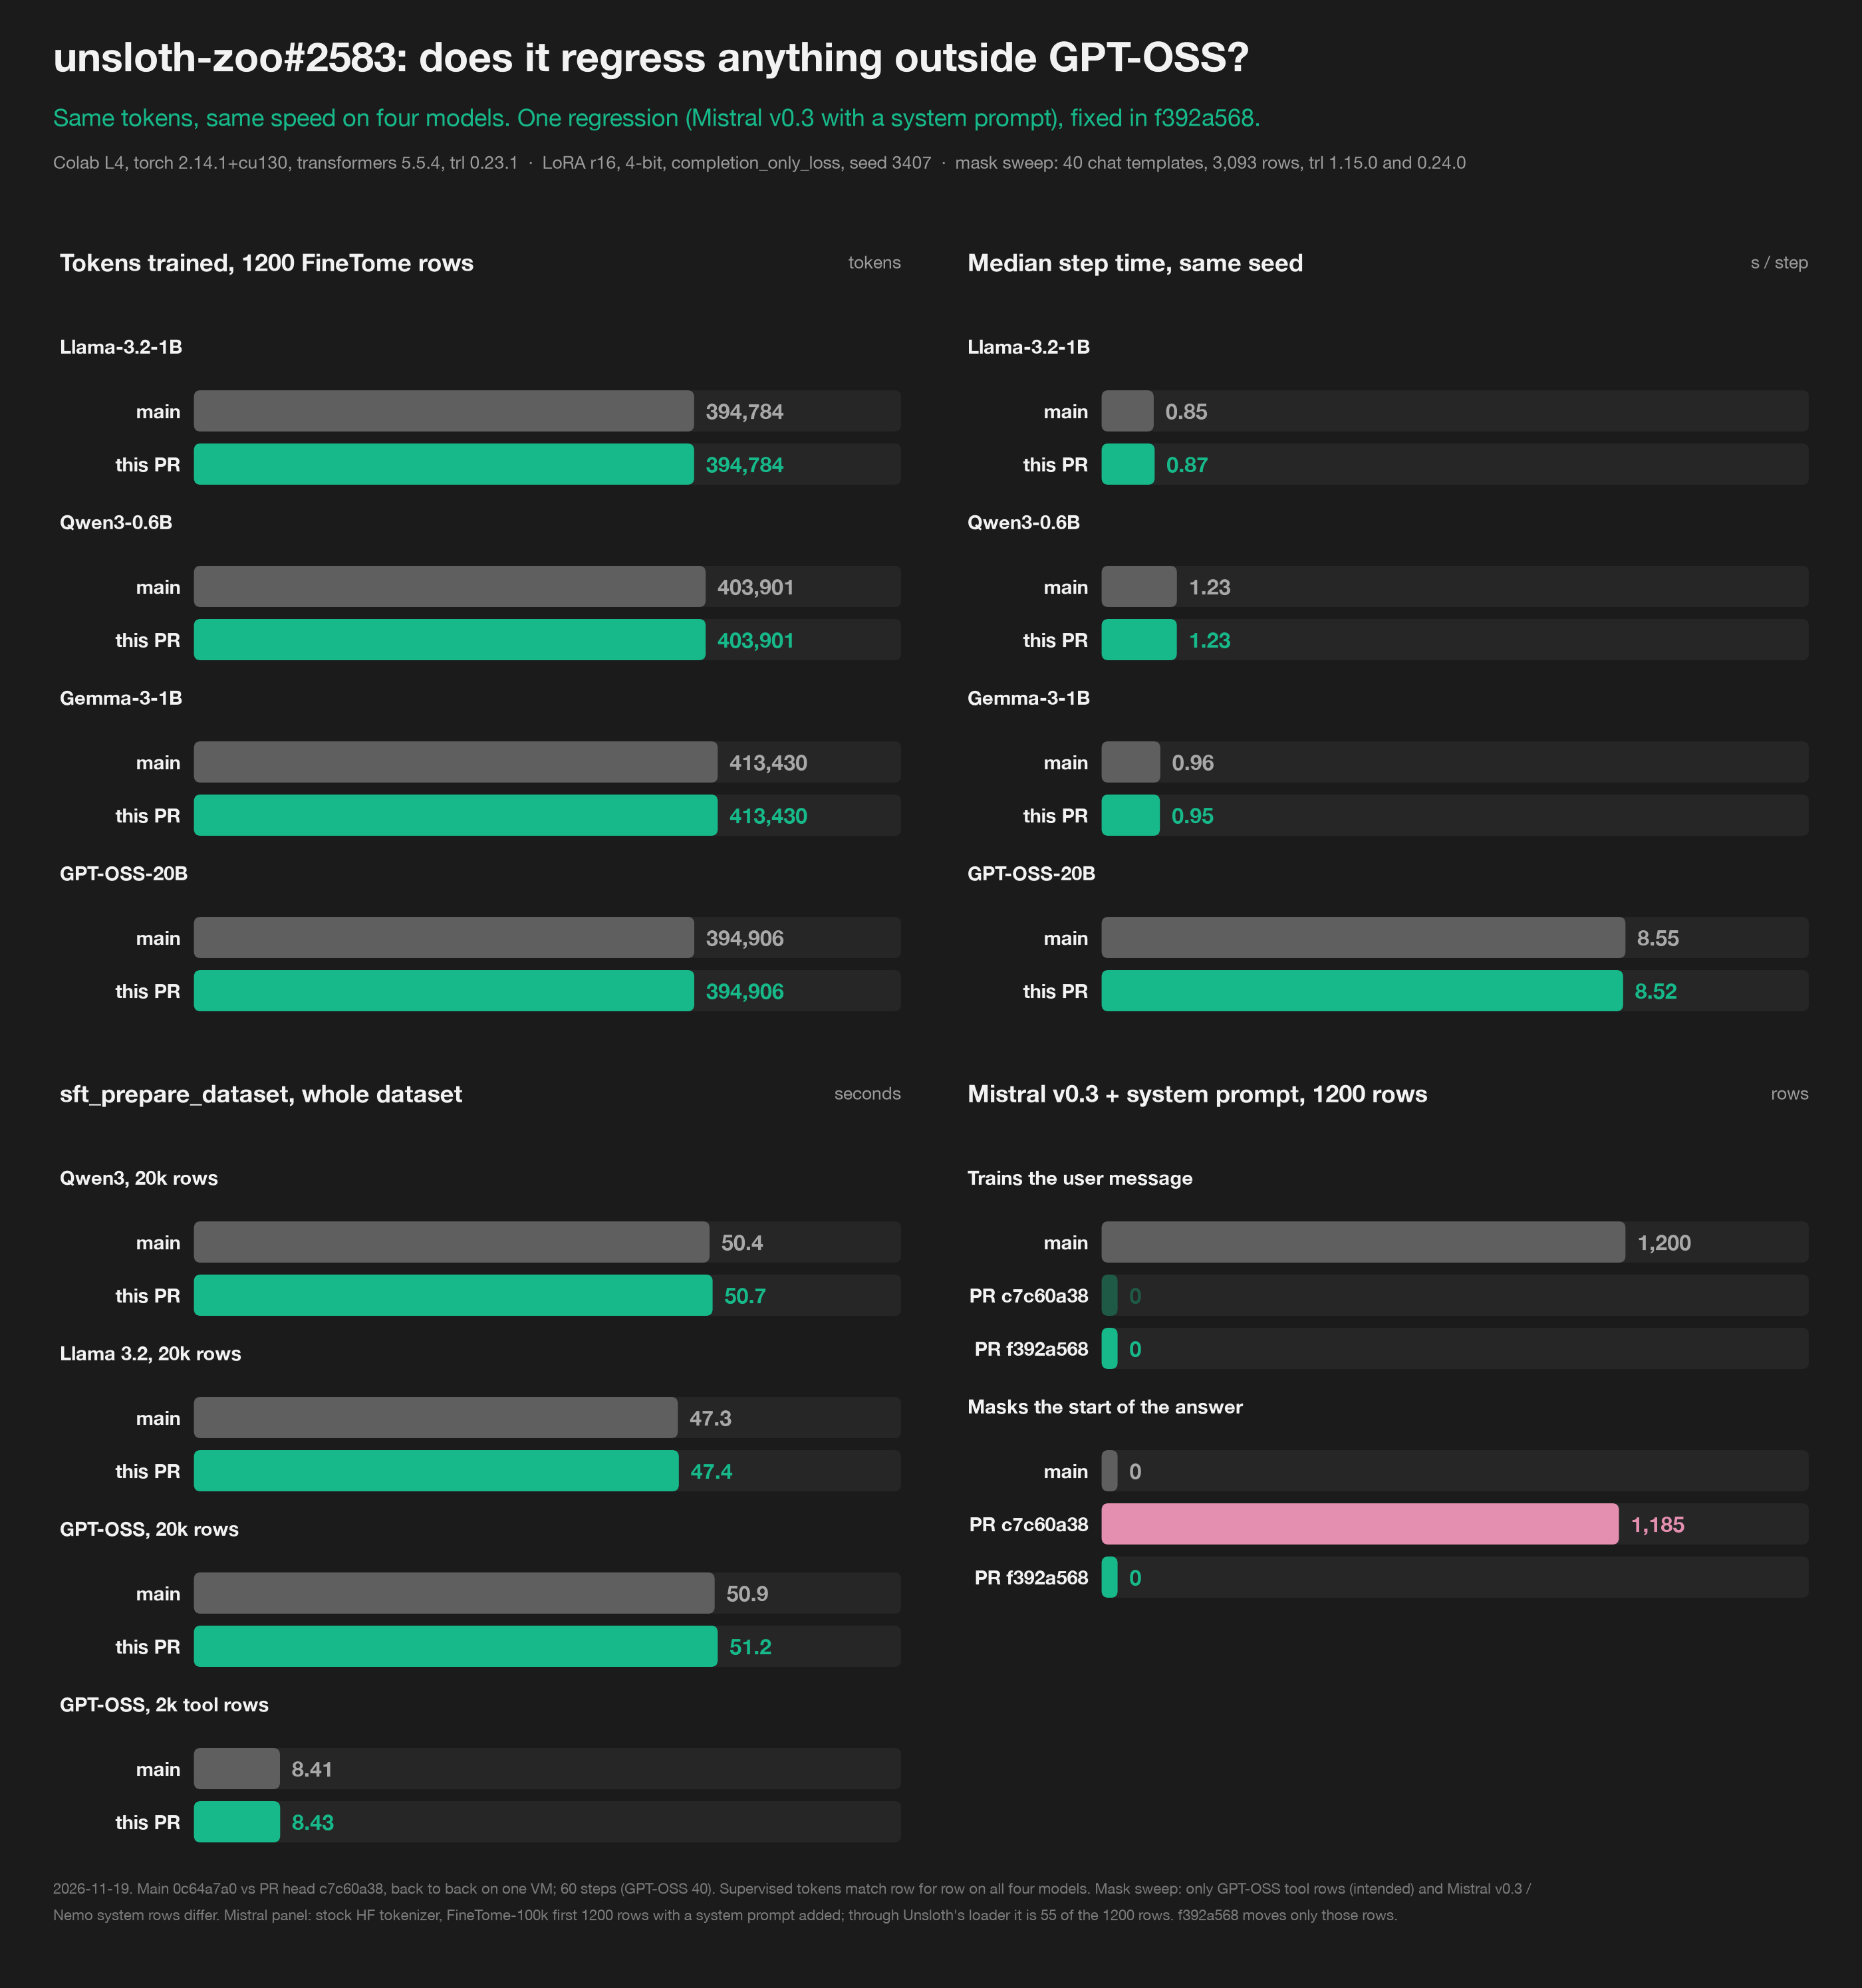 unsloth-zoo#2583: does it regress anything outside GPT-OSS?
Same tokens, same speed on four models. One regression (Mistral v0.3 with a system prompt), fixed in f392a568.
Colab L4, torch 2.14.1+cu130, transformers 5.5.4, trl 0.23.1 · LoRA r16, 4-bit, completion_only_loss, seed 3407 · mask sweep: 40 chat templates, 3,093 rows, trl 1.15.0 and 0.24.0
Tokens trained, 1200 FineTome rows
tokens
Llama-3.2-1B
main 394,784
this PR 394,784
Qwen3-0.6B
main 403,901
this PR 403,901
Gemma-3-1B
main 413,430
this PR 413,430
GPT-OSS-20B
main 394,906
this PR 394,906
Median step time, same seed
s / step
Llama-3.2-1B
main 0.85
this PR 0.87
Qwen3-0.6B
main 1.23
this PR 1.23
Gemma-3-1B
main 0.96
this PR 0.95
GPT-OSS-20B
main 8.55
this PR 8.52
sft_prepare_dataset, whole dataset
seconds
Qwen3, 20k rows
main 50.4
this PR 50.7
Llama 3.2, 20k rows
main 47.3
this PR 47.4
GPT-OSS, 20k rows
main 50.9
this PR 51.2
GPT-OSS, 2k tool rows
main 8.41
this PR 8.43
Mistral v0.3 + system prompt, 1200 rows
rows
Trains the user message
main 1,200
PR c7c60a38 0
PR f392a568 0
Masks the start of the answer
main 0
PR c7c60a38 1,185
PR f392a568 0
2026-11-19. Main 0c64a7a0 vs PR head c7c60a38, back to back on one VM; 60 steps (GPT-OSS 40). Supervised tokens match row for row on all four models. Mask sweep: only GPT-OSS tool rows (intended) and Mistral v0.3 /
Nemo system rows differ. Mistral panel: stock HF tokenizer, FineTome-100k first 1200 rows with a system prompt added; through Unsloth's loader it is 55 of the 1200 rows. f392a568 moves only those rows.